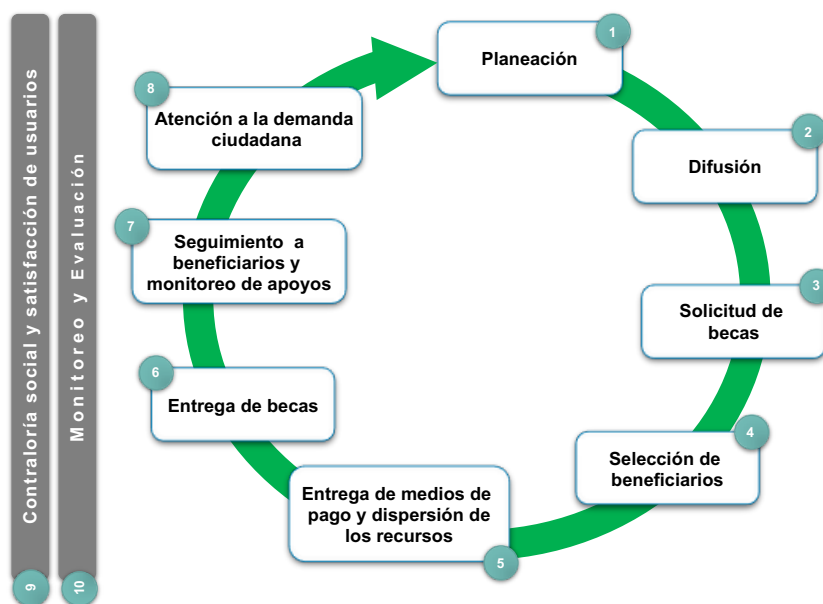 1
Planeación
2
Difusión
3
Solicitud de
becas
4
Selección de
beneficiarios
Entrega de medios de
pago y dispersión de
los recursos
5
6
Entrega de becas
7
Seguimiento a
beneficiarios y
monitoreo de apoyos
8
Atención a la demanda
ciudadana
Contraloría social y satisfacción de usuarios
9
Monitoreo y Evaluación
10